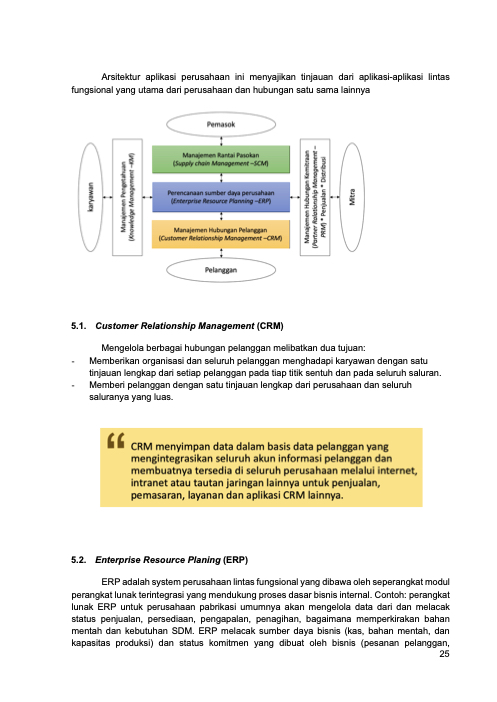 Arsitektur aplikasi perusahaan ini menyajikan tinjauan dari aplikasi-aplikasi lintas
fungsional yang utama dari perusahaan dan hubungan satu sama lainnya
Pemasok
karyawan
Manajemen Pengetahuan
(Knowledge Management –KM)
Manajemen Rantai Pasokan
(Supply chain Management –SCM)
Perencanaan sumber daya perusahaan
(Enterprise Resource Planning –ERP)
Manajemen Hubungan Pelanggan
(Customer Relationship Management –CRM)
Manajemen Hubungan Kemitraan
(Partner Relationship Management –
PRM) * Penjualan * Distribusi
Mitra
Pelanggan
5.1. Customer Relationship Management (CRM)
Mengelola berbagai hubungan pelanggan melibatkan dua tujuan:
- Memberikan organisasi dan seluruh pelanggan menghadapi karyawan dengan satu
tinjauan lengkap dari setiap pelanggan pada tiap titik sentuh dan pada seluruh saluran.
- Memberi pelanggan dengan satu tinjauan lengkap dari perusahaan dan seluruh
saluranya yang luas.
“ CRM menyimpan data dalam basis data pelanggan yang
mengintegrasikan seluruh akun informasi pelanggan dan
membuatnya tersedia di seluruh perusahaan melalui internet,
intranet atau tautan jaringan lainnya untuk penjualan,
pemasaran, layanan dan aplikasi CRM lainnya.
5.2. Enterprise Resource Planing (ERP)
ERP adalah system perusahaan lintas fungsional yang dibawa oleh seperangkat modul
perangkat lunak terintegrasi yang mendukung proses dasar bisnis internal. Contoh: perangkat
lunak ERP untuk perusahaan pabrikasi umumnya akan mengelola data dari dan melacak
status penjualan, persediaan, pengapalan, penagihan, bagaimana memperkirakan bahan
mentah dan kebutuhan SDM. ERP melacak sumber daya bisnis (kas, bahan mentah, dan
kapasitas produksi) dan status komitmen yang dibuat oleh bisnis (pesanan pelanggan,
25